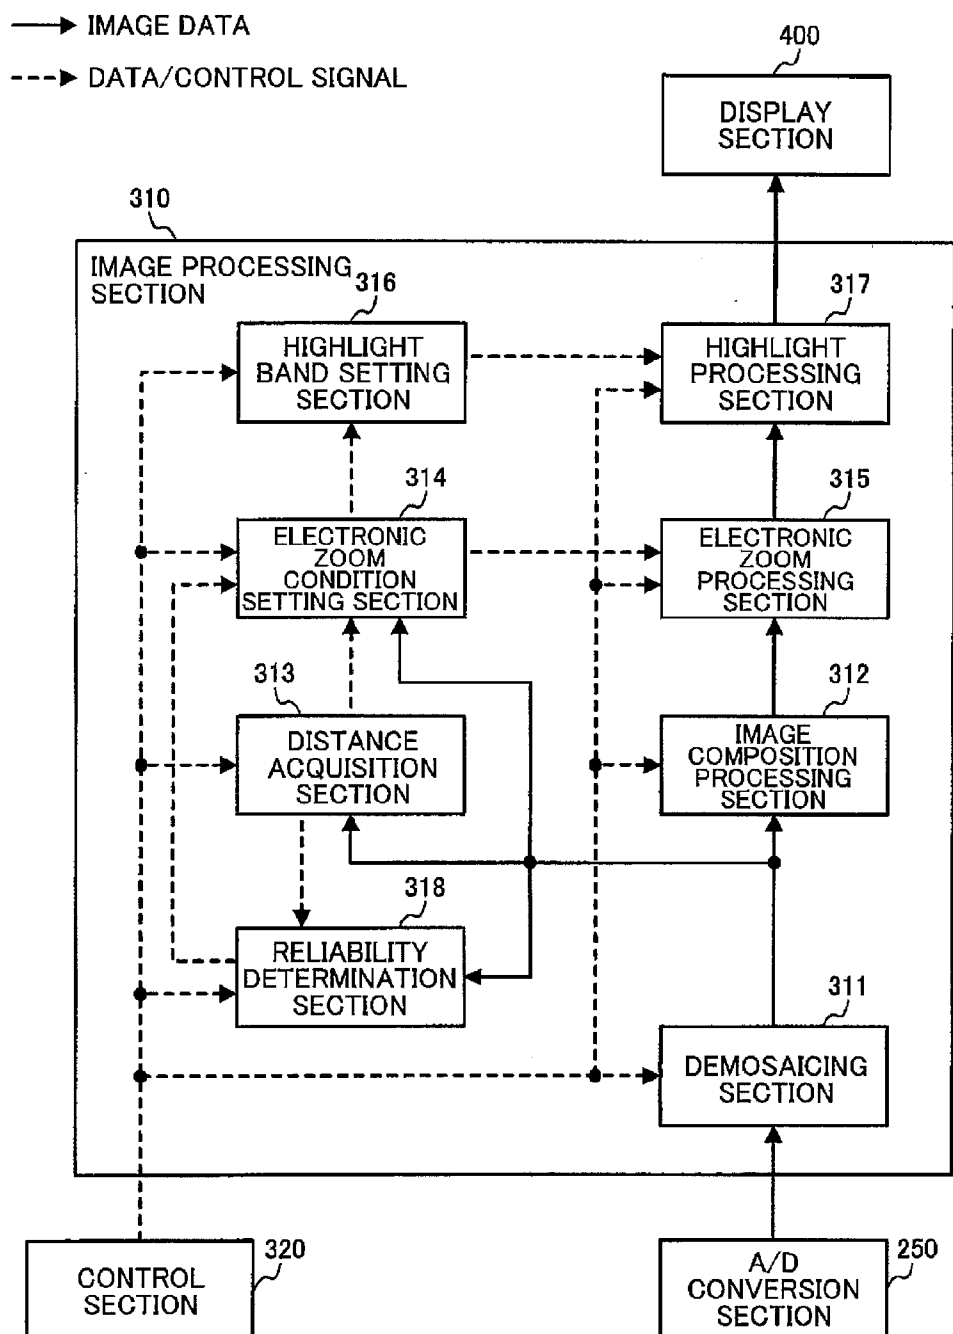 IMAGE DATA
DATA/CONTROL SIGNAL
400
DISPLAY
SECTION
310
IMAGE PROCESSING
SECTION
316
HIGHLIGHT
BAND SETTING
SECTION
317
HIGHLIGHT
PROCESSING
SECTION
314
ELECTRONIC
ZOOM
CONDITION
SETTING SECTION
315
ELECTRONIC
ZOOM
PROCESSING
SECTION
313
DISTANCE
ACQUISITION
SECTION
312
IMAGE
COMPOSITION
PROCESSING
SECTION
318
RELIABILITY
DETERMINATION
SECTION
311
DEMOSAICING
SECTION
320
CONTROL
SECTION
250
A/D
CONVERSION
SECTION